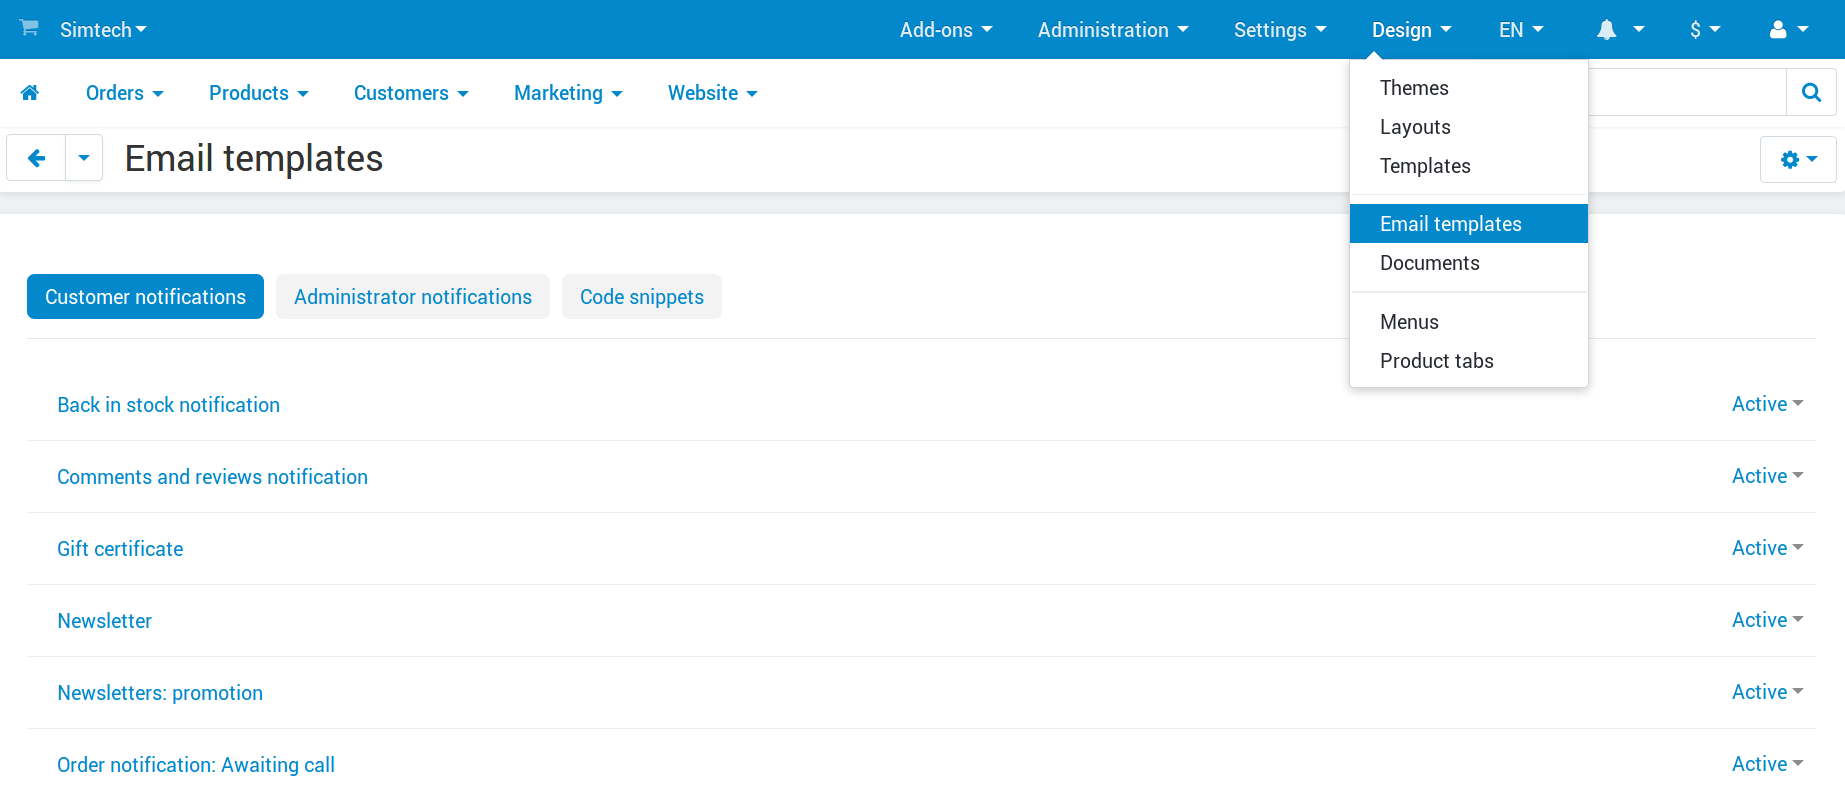 Simtech Add-ons Administration Settings Design EN $
Orders Products Customers Marketing Website
Email templates
Themes
Layouts
Templates
Email templates
Documents
Menus
Product tabs
Customer notifications Administrator notifications Code snippets
Back in stock notification Active
Comments and reviews notification Active
Gift certificate Active
Newsletter Active
Newsletters: promotion Active
Order notification: Awaiting call Active